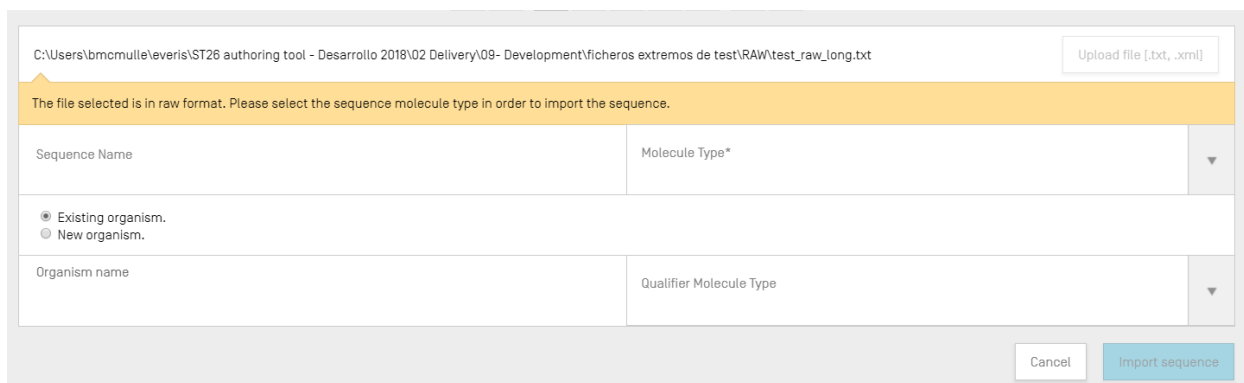 C:\Users\bmcmulle\everis\ST26 authoring tool - Desarrollo 2018\02 Delivery\09- Development\ficheros extremos de test\RAW\test_raw_long.txt
Upload file [.txt, .xml]
The file selected is in raw format. Please select the sequence molecule type in order to import the sequence.
Sequence Name
Molecule Type*
Existing organism.
New organism.
Organism name
Qualifier Molecule Type
Cancel
Import sequence